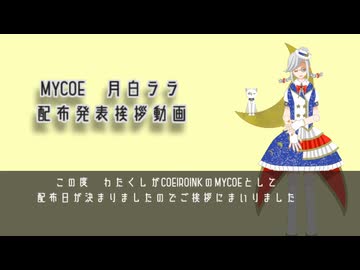 MYCOE 月白ララ
配布発表挨拶動画
この度 わたくしがCOEIROINKのMYCOEとして
配布日が決まりましたのでご挨拶にまいりました